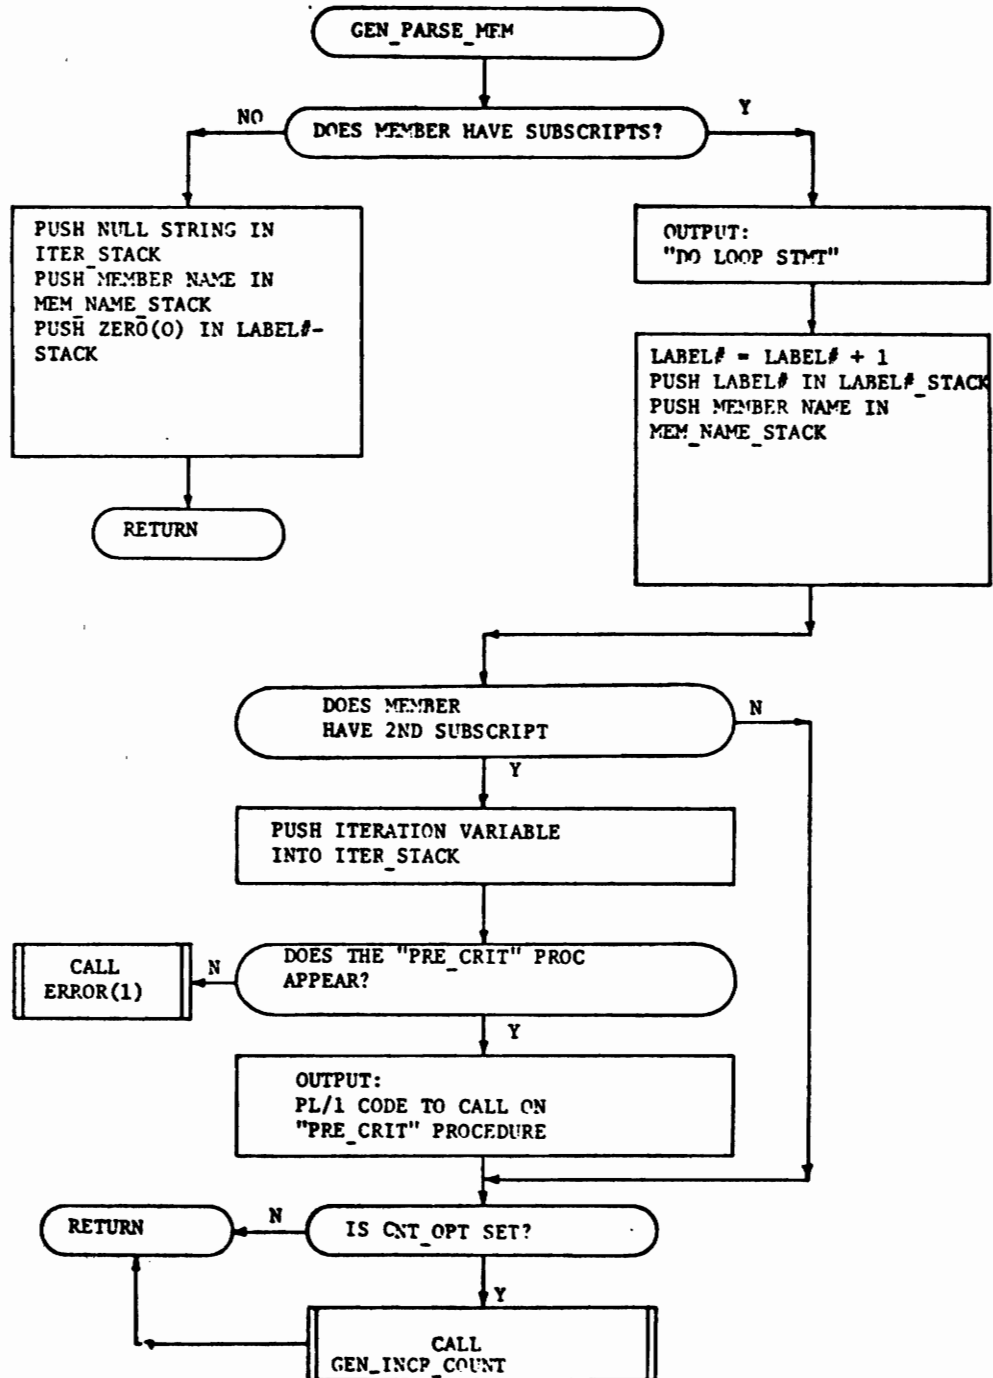 GEN_PARSE_MEM
NO
DOES MEMBER HAVE SUBSCRIPTS?
Y
PUSH NULL STRING IN
ITER_STACK
PUSH MEMBER NAME IN
MEM_NAME_STACK
PUSH ZERO(0) IN LABEL#-
STACK
RETURN
OUTPUT:
"DO LOOP STMT"
LABEL# = LABEL# + 1
PUSH LABEL# IN LABEL#_STACK
PUSH MEMBER NAME IN
MEM_NAME_STACK
DOES MEMBER
HAVE 2ND SUBSCRIPT
N
Y
PUSH ITERATION VARIABLE
INTO ITER_STACK
DOES THE "PRE_CRIT" PROC
APPEAR?
N
CALL
ERROR(1)
Y
OUTPUT:
PL/1 CODE TO CALL ON
"PRE_CRIT" PROCEDURE
RETURN
N
IS CNT_OPT SET?
Y
CALL
GEN_INCP_COUNT